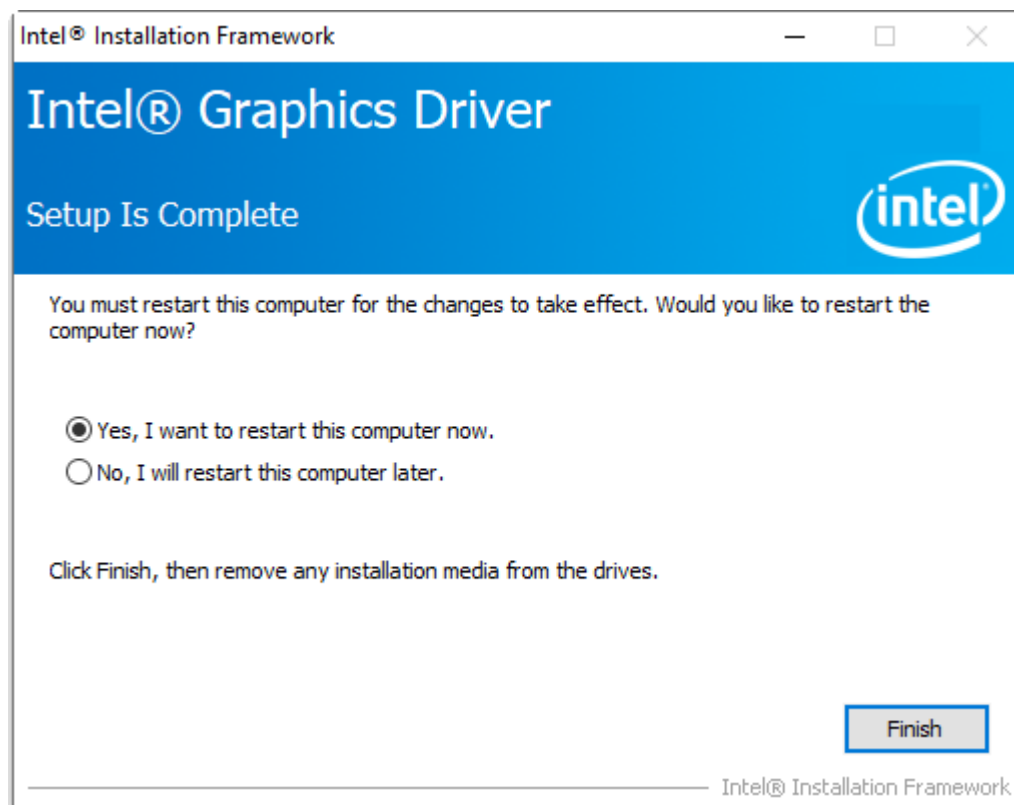 Intel® Installation Framework
Intel® Graphics Driver
Setup Is Complete
intel®
You must restart this computer for the changes to take effect. Would you like to restart the
computer now?
Yes, I want to restart this computer now.
No, I will restart this computer later.
Click Finish, then remove any installation media from the drives.
Finish
Intel® Installation Framework